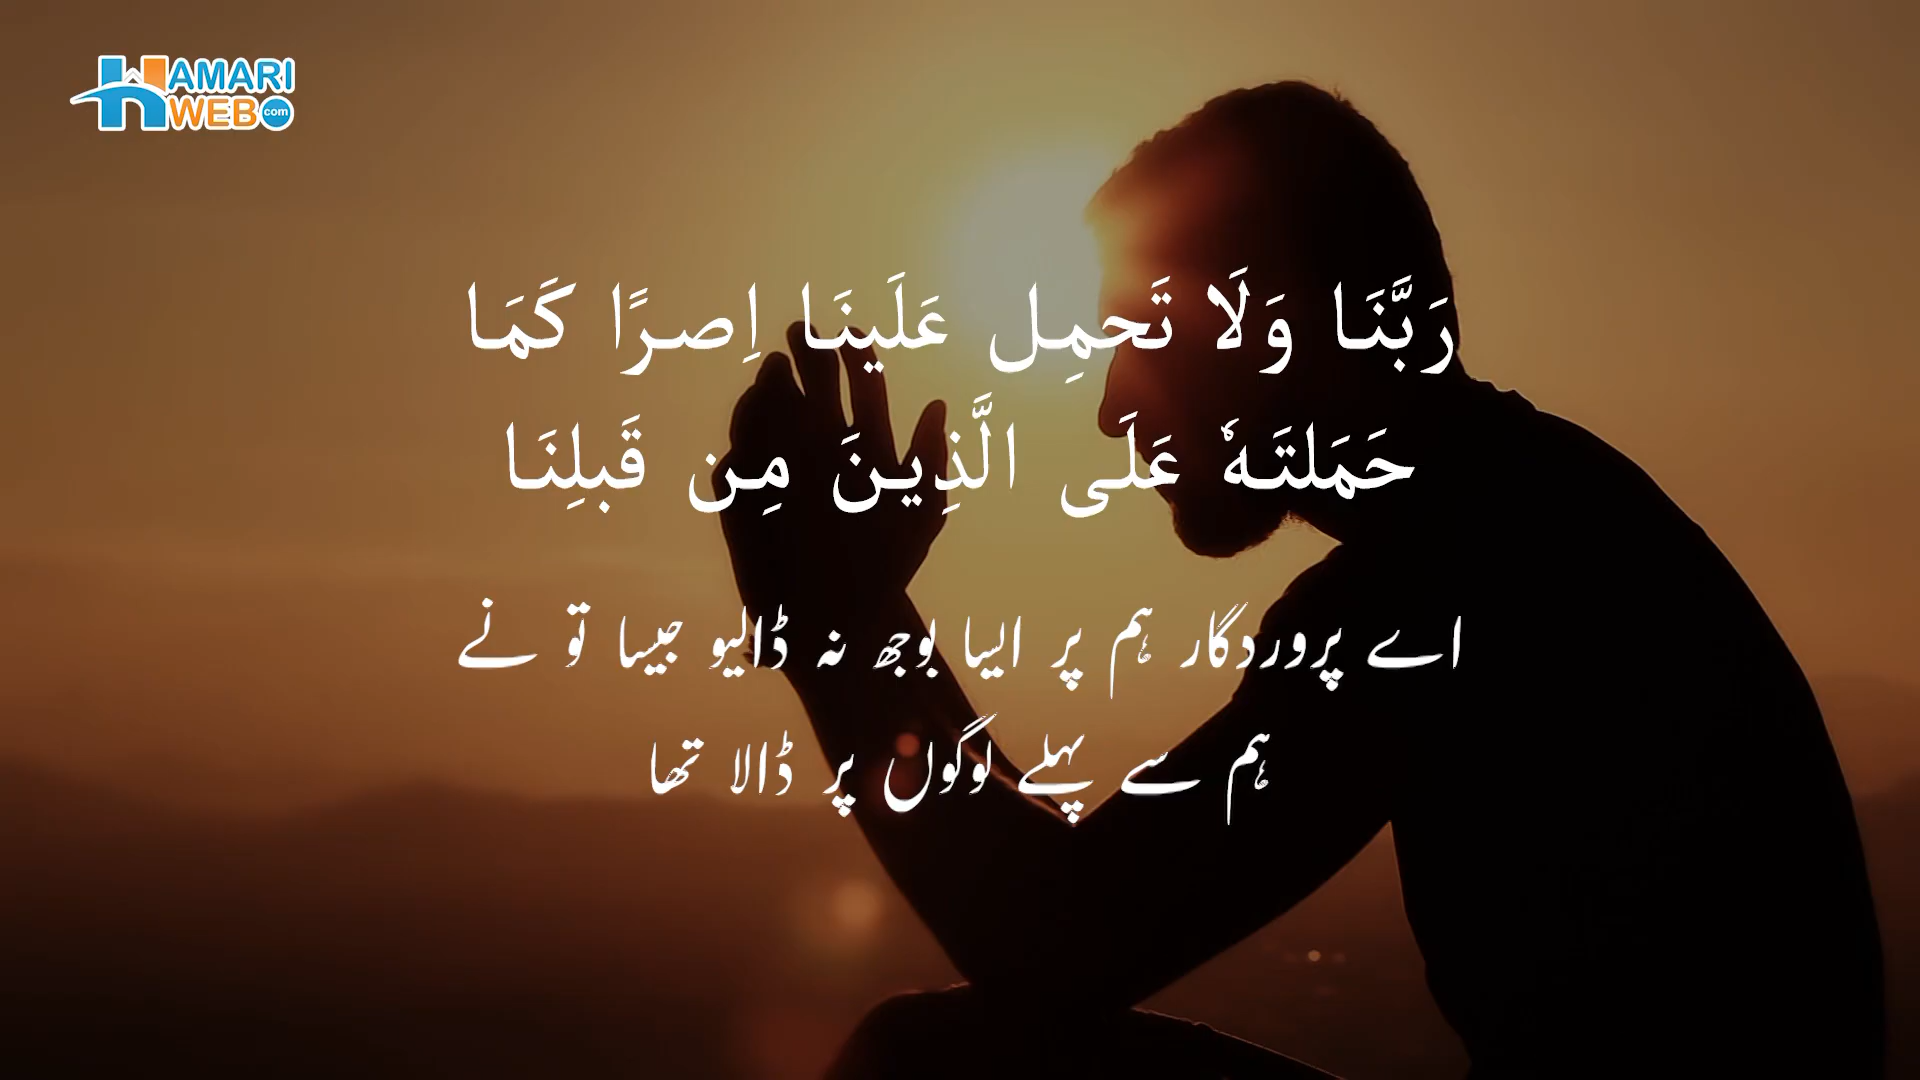 HAMARI
WEB.com
رَبَّنَا وَلَا تَحمِل عَلَينَا اِصرًا كَمَا
حَمَلتَهٗ عَلَى الَّذِينَ مِن قَبلِنَا
اے پروردگار ہم پر ایسا بوجھ نہ ڈالیو جیسا تو نے
ہم سے پہلے لوگوں پر ڈالا تھا